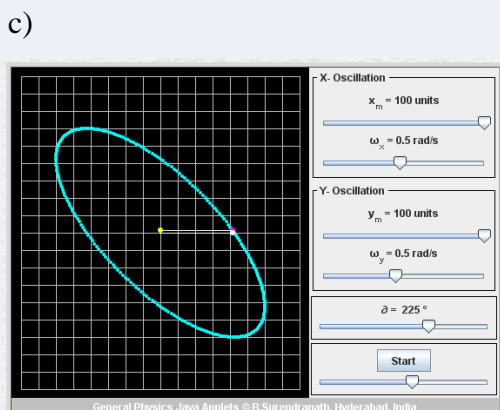 c)
X- Oscillation
xm = 100 units
ωx = 0.5 rad/s
Y- Oscillation
ym = 100 units
ωy = 0.5 rad/s
∂ = 225 °
Start
General Physics Java Applets © B.Surendranath, Hyderabad, India